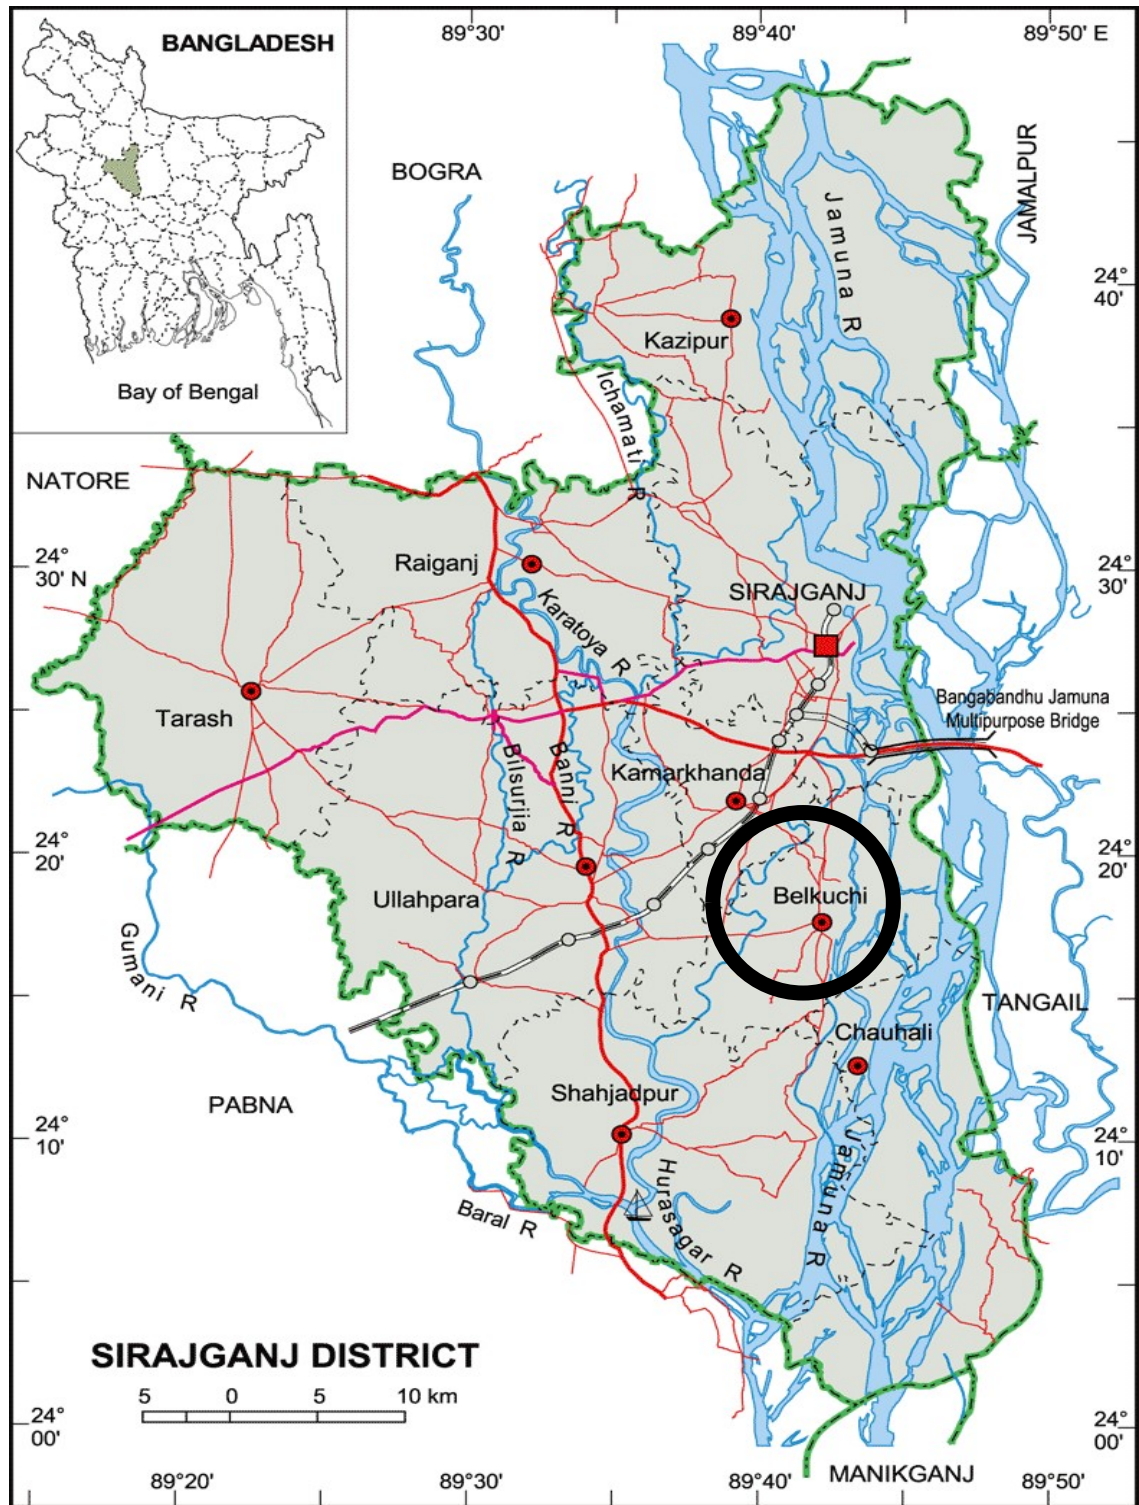 BANGLADESH
Bay of Bengal
89°30'
89°40'
89°50' E
BOGRA
JAMALPUR
Jamuna R
24°
40'
Kazipur
Ichamati R
NATORE
24°
30' N
Raiganj
Karatoya R
SIRAJGANJ
24°
30'
Tarash
Bangabandhu Jamuna
Multipurpose Bridge
Bilsurjia R
Banni R
Kamarkhanda
24°
20'
24°
20'
Ullahpara
Belkuchi
Gumani R
TANGAIL
Chauhali
PABNA
Shahjadpur
24°
10'
24°
10'
Jamuna R
Hurasagar R
Baral R
SIRAJGANJ DISTRICT
5 0 5 10 km
24°
00'
24°
00'
MANIKGANJ
89°20'
89°30'
89°40'
89°50'